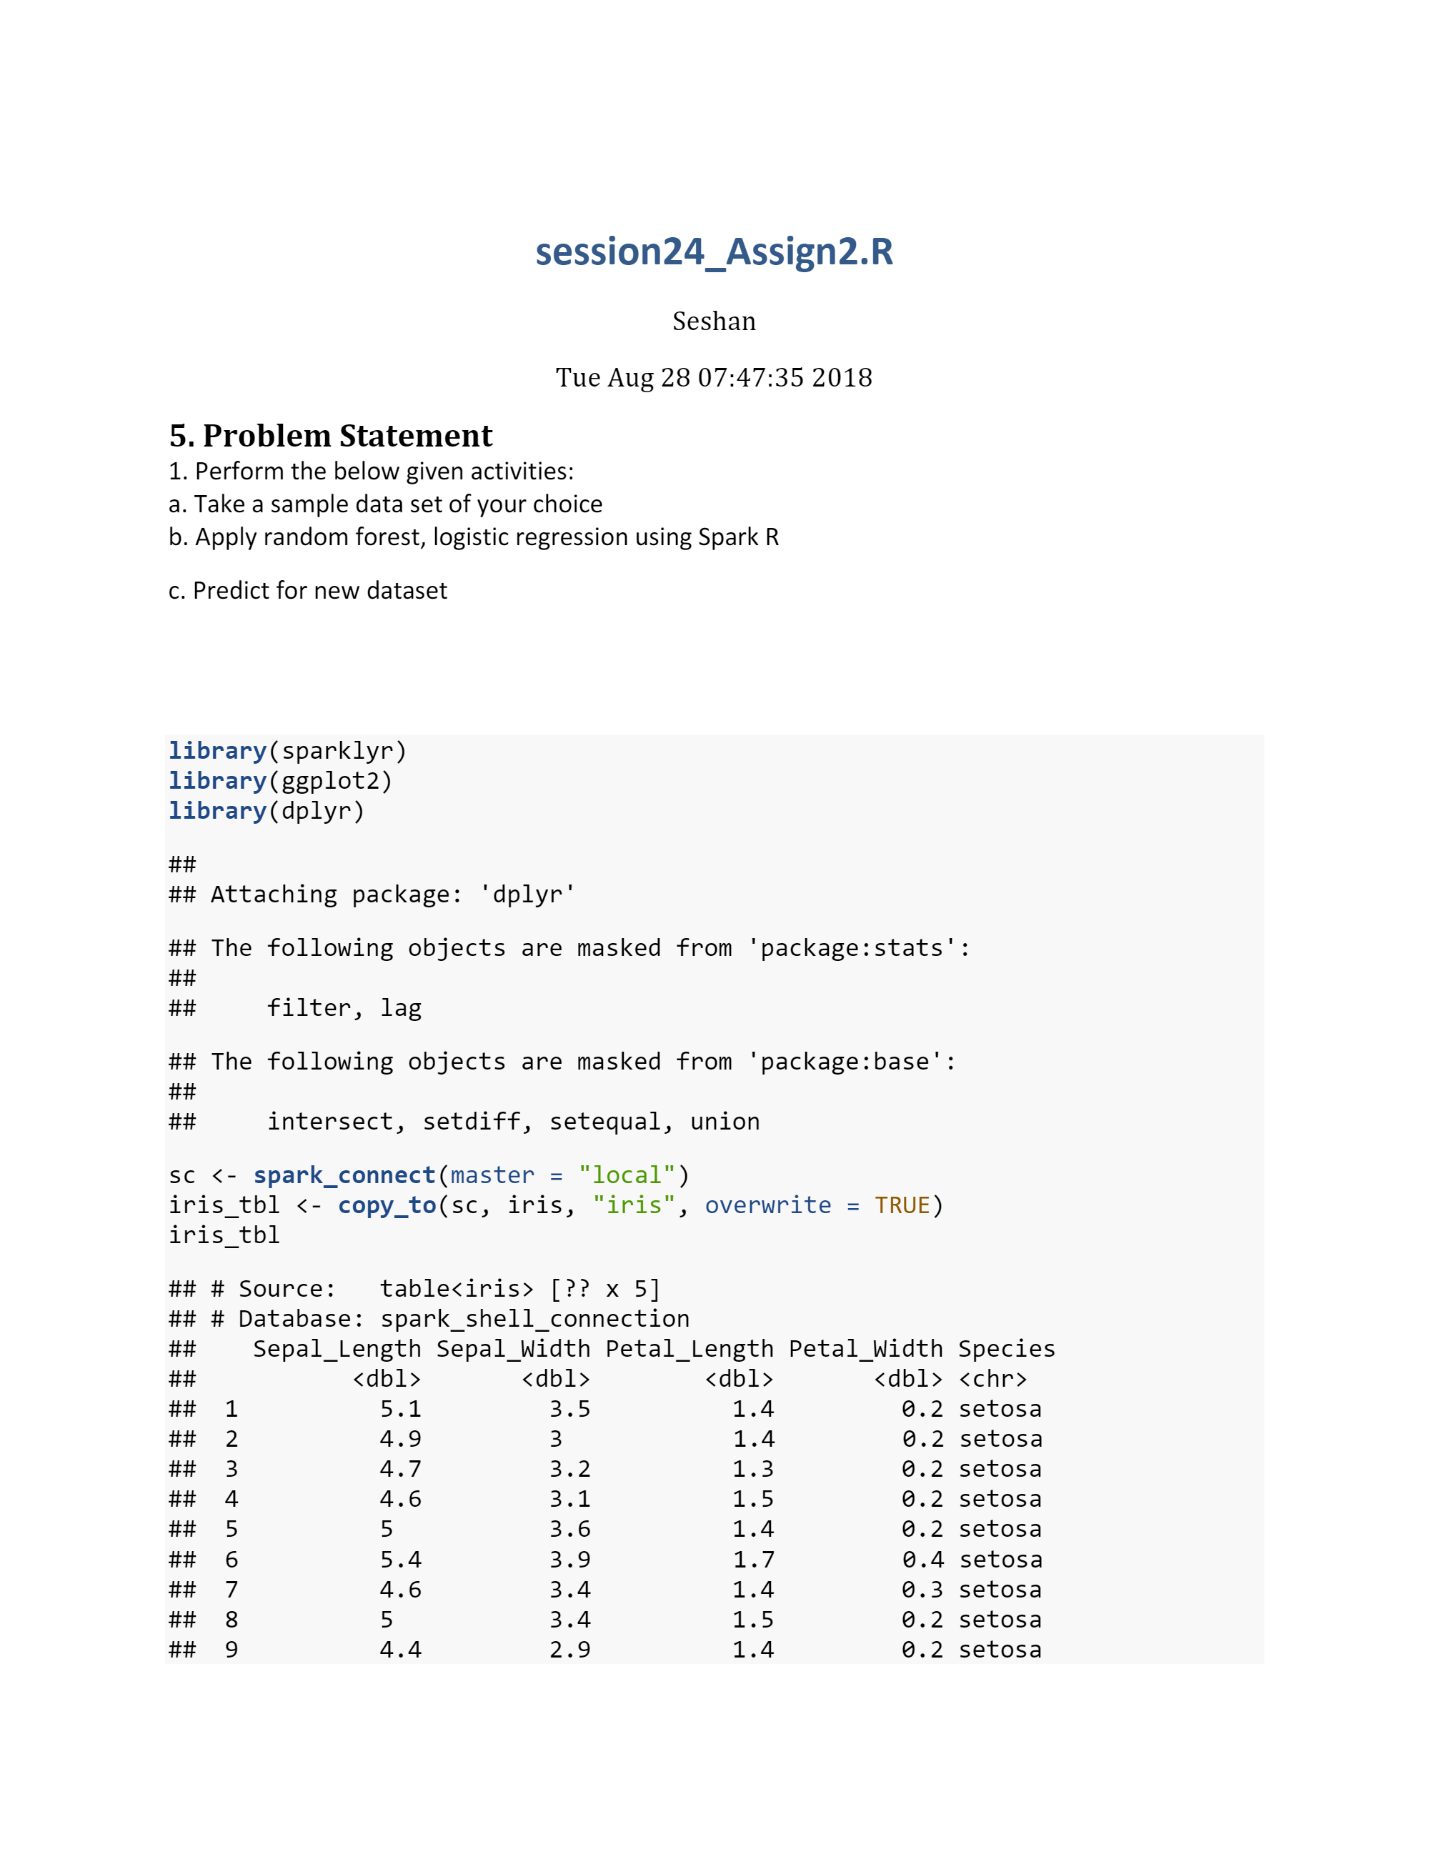 session24_Assign2.R
Seshan
Tue Aug 28 07:47:35 2018
5. Problem Statement
1. Perform the below given activities:
a. Take a sample data set of your choice
b. Apply random forest, logistic regression using Spark R
c. Predict for new dataset
library(sparklyr)
library(ggplot2)
library(dplyr)
##
## Attaching package: 'dplyr'
## The following objects are masked from 'package:stats':
##
##     filter, lag
## The following objects are masked from 'package:base':
##
##     intersect, setdiff, setequal, union
sc <- spark_connect(master = "local")
iris_tbl <- copy_to(sc, iris, "iris", overwrite = TRUE)
iris_tbl
## # Source:   table<iris> [?? x 5]
## # Database: spark_shell_connection
##    Sepal_Length Sepal_Width Petal_Length Petal_Width Species
##           <dbl>       <dbl>        <dbl>       <dbl> <chr>
##  1          5.1         3.5          1.4         0.2 setosa
##  2          4.9         3            1.4         0.2 setosa
##  3          4.7         3.2          1.3         0.2 setosa
##  4          4.6         3.1          1.5         0.2 setosa
##  5          5           3.6          1.4         0.2 setosa
##  6          5.4         3.9          1.7         0.4 setosa
##  7          4.6         3.4          1.4         0.3 setosa
##  8          5           3.4          1.5         0.2 setosa
##  9          4.4         2.9          1.4         0.2 setosa